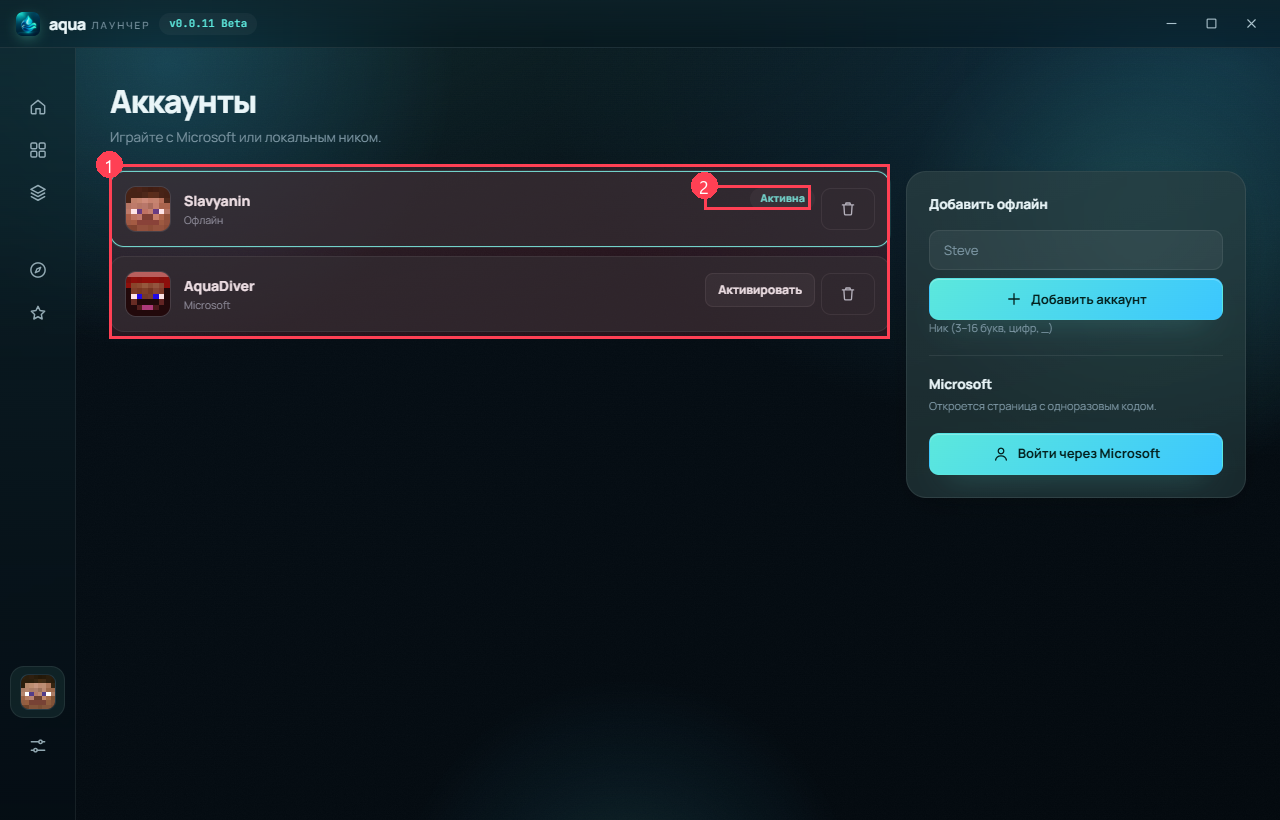 aqua ЛАУНЧЕР v0.0.11 Beta
Аккаунты
Играйте с Microsoft или локальным ником.
1
2
Slavyanin
Офлайн
Активна
AquaDiver
Microsoft
Активировать
Добавить офлайн
Steve
Добавить аккаунт
Ник (3–16 букв, цифр, _)
Microsoft
Откроется страница с одноразовым кодом.
Войти через Microsoft